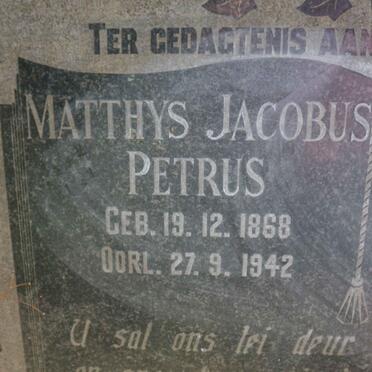 TER GEDAGTENIS AAN
MATTHYS JACOBUS
PETRUS
GEB. 19. 12. 1868
OORL. 27. 9. 1942
U sal ons lei deur